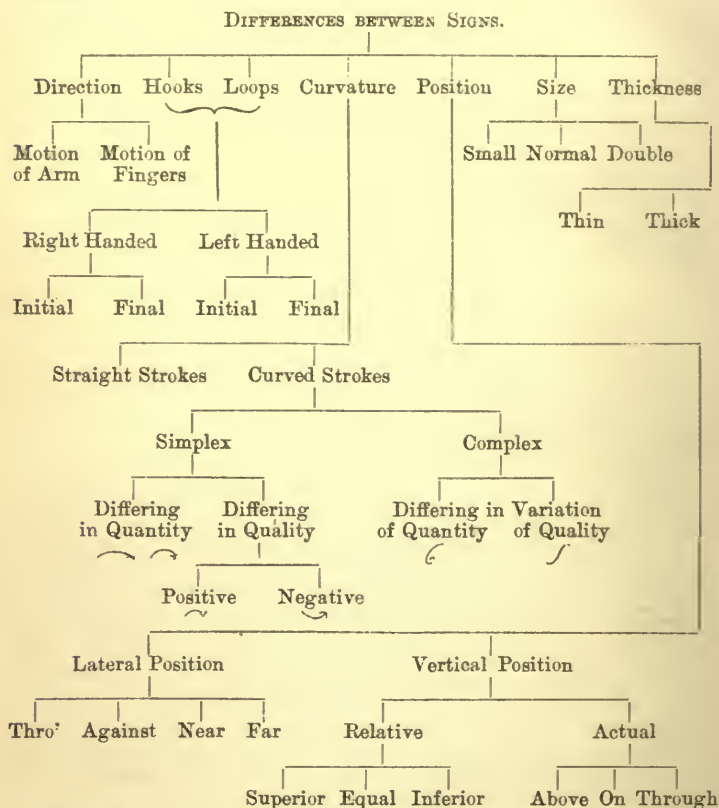 DIFFERENCES BETWEEN SIGNS.
Direction Hooks Loops Curvature Position Size Thickness
Motion of Arm Motion of Fingers
Small Normal Double
Thin Thick
Right Handed Left Handed
Initial Final Initial Final
Straight Strokes Curved Strokes
Simplex Complex
Differing in Quantity Differing in Quality
Differing in Variation
of Quantity of Quality
Positive Negative
Lateral Position Vertical Position
Thro' Against Near Far
Relative Actual
Superior Equal Inferior
Above On Through